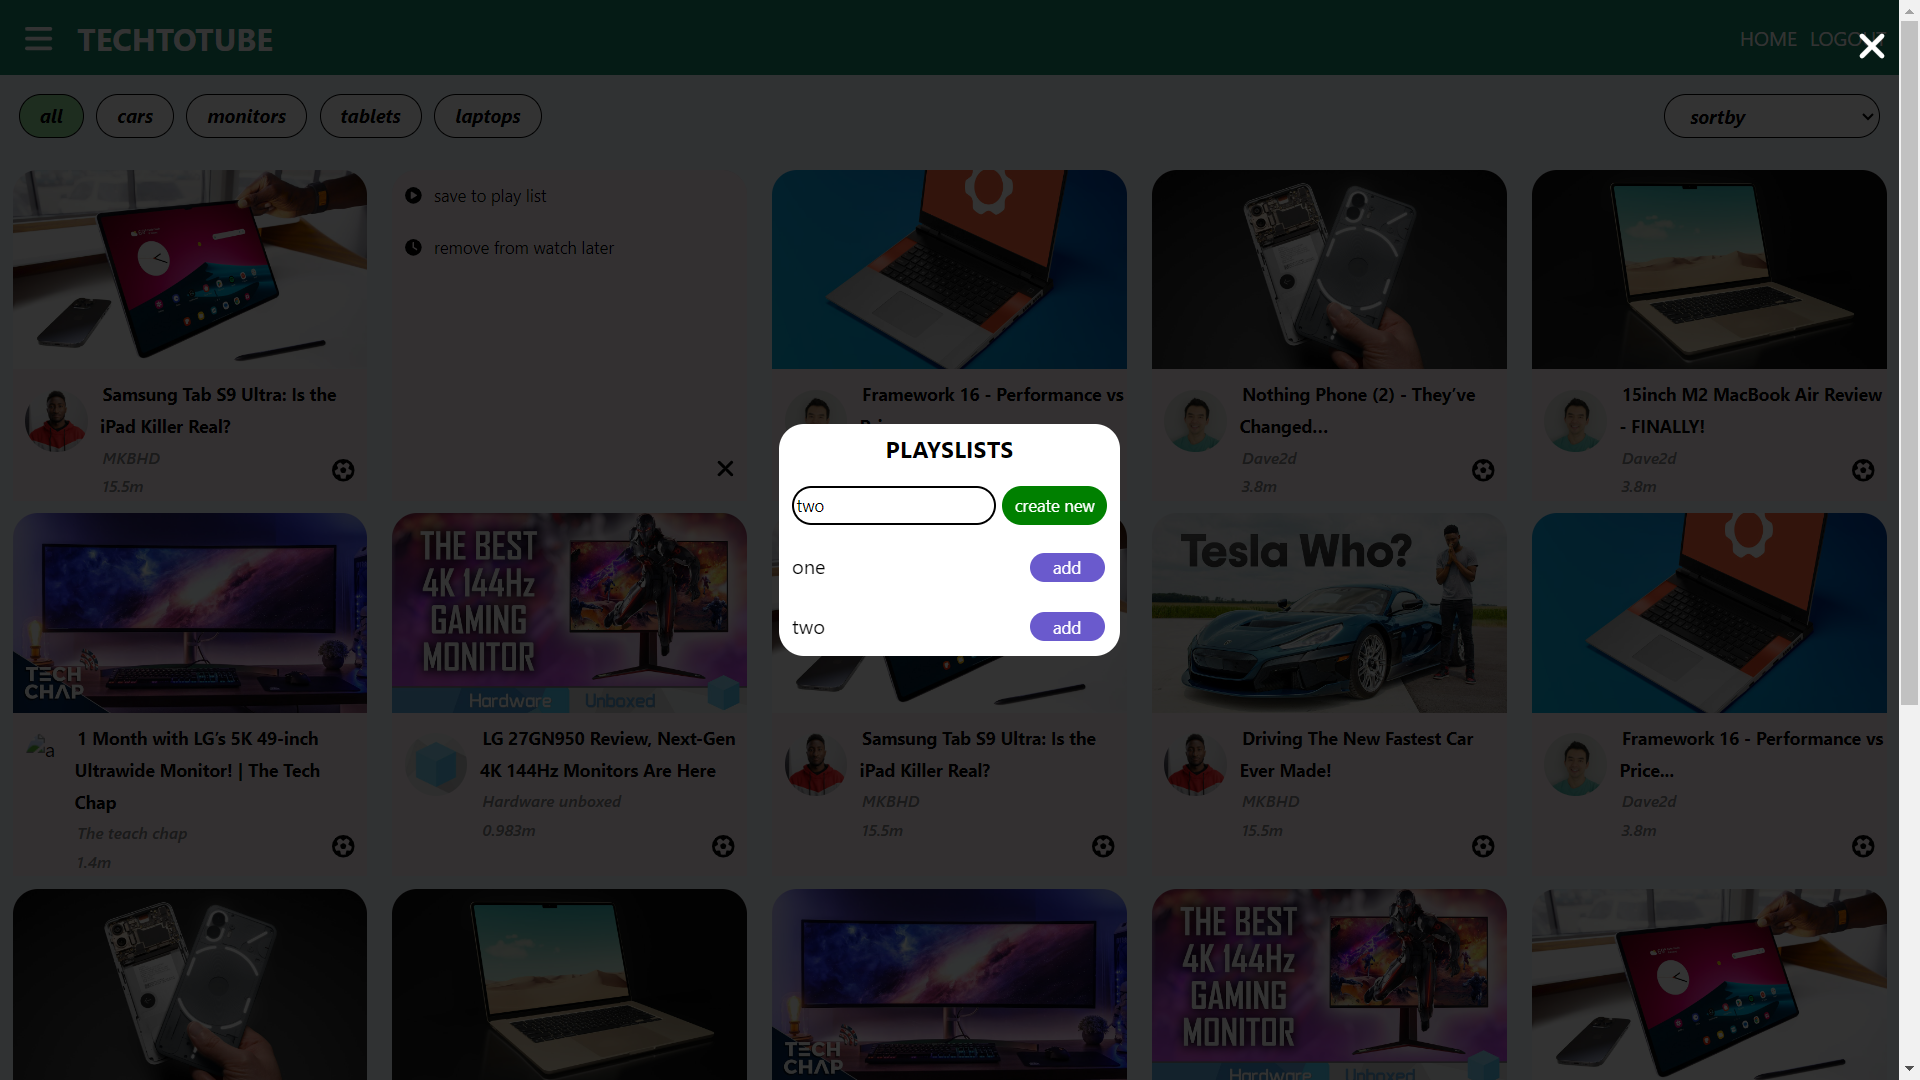 TECHTOTUBE
HOME LOGOUT
all cars monitors tablets laptops sortby
save to play list
remove from watch later
Samsung Tab S9 Ultra: Is the
iPad Killer Real?
MKBHD
15.5m
Framework 16 - Performance vs
Nothing Phone (2) - They’ve
Changed...
Dave2d
3.8m
15inch M2 MacBook Air Review
- FINALLY!
Dave2d
3.8m
PLAYSLISTS
two create new
one add
two add
TECH
CHAP
THE BEST
4K 144Hz
GAMING
MONITOR
Hardware Unboxed
Tesla Who?
a
1 Month with LG’s 5K 49-inch
Ultrawide Monitor! | The Tech
Chap
The teach chap
1.4m
LG 27GN950 Review, Next-Gen
4K 144Hz Monitors Are Here
Hardware unboxed
0.983m
Samsung Tab S9 Ultra: Is the
iPad Killer Real?
MKBHD
15.5m
Driving The New Fastest Car
Ever Made!
MKBHD
15.5m
Framework 16 - Performance vs
Price...
Dave2d
3.8m
TECH
CHAP
THE BEST
4K 144Hz
GAMING
MONITOR
Hardware Unboxed